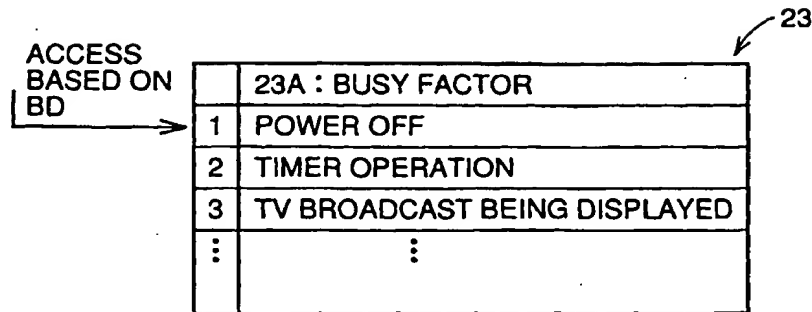 23
ACCESS
BASED ON
BD
23A : BUSY FACTOR
1 POWER OFF
2 TIMER OPERATION
3 TV BROADCAST BEING DISPLAYED
⋮ ⋮